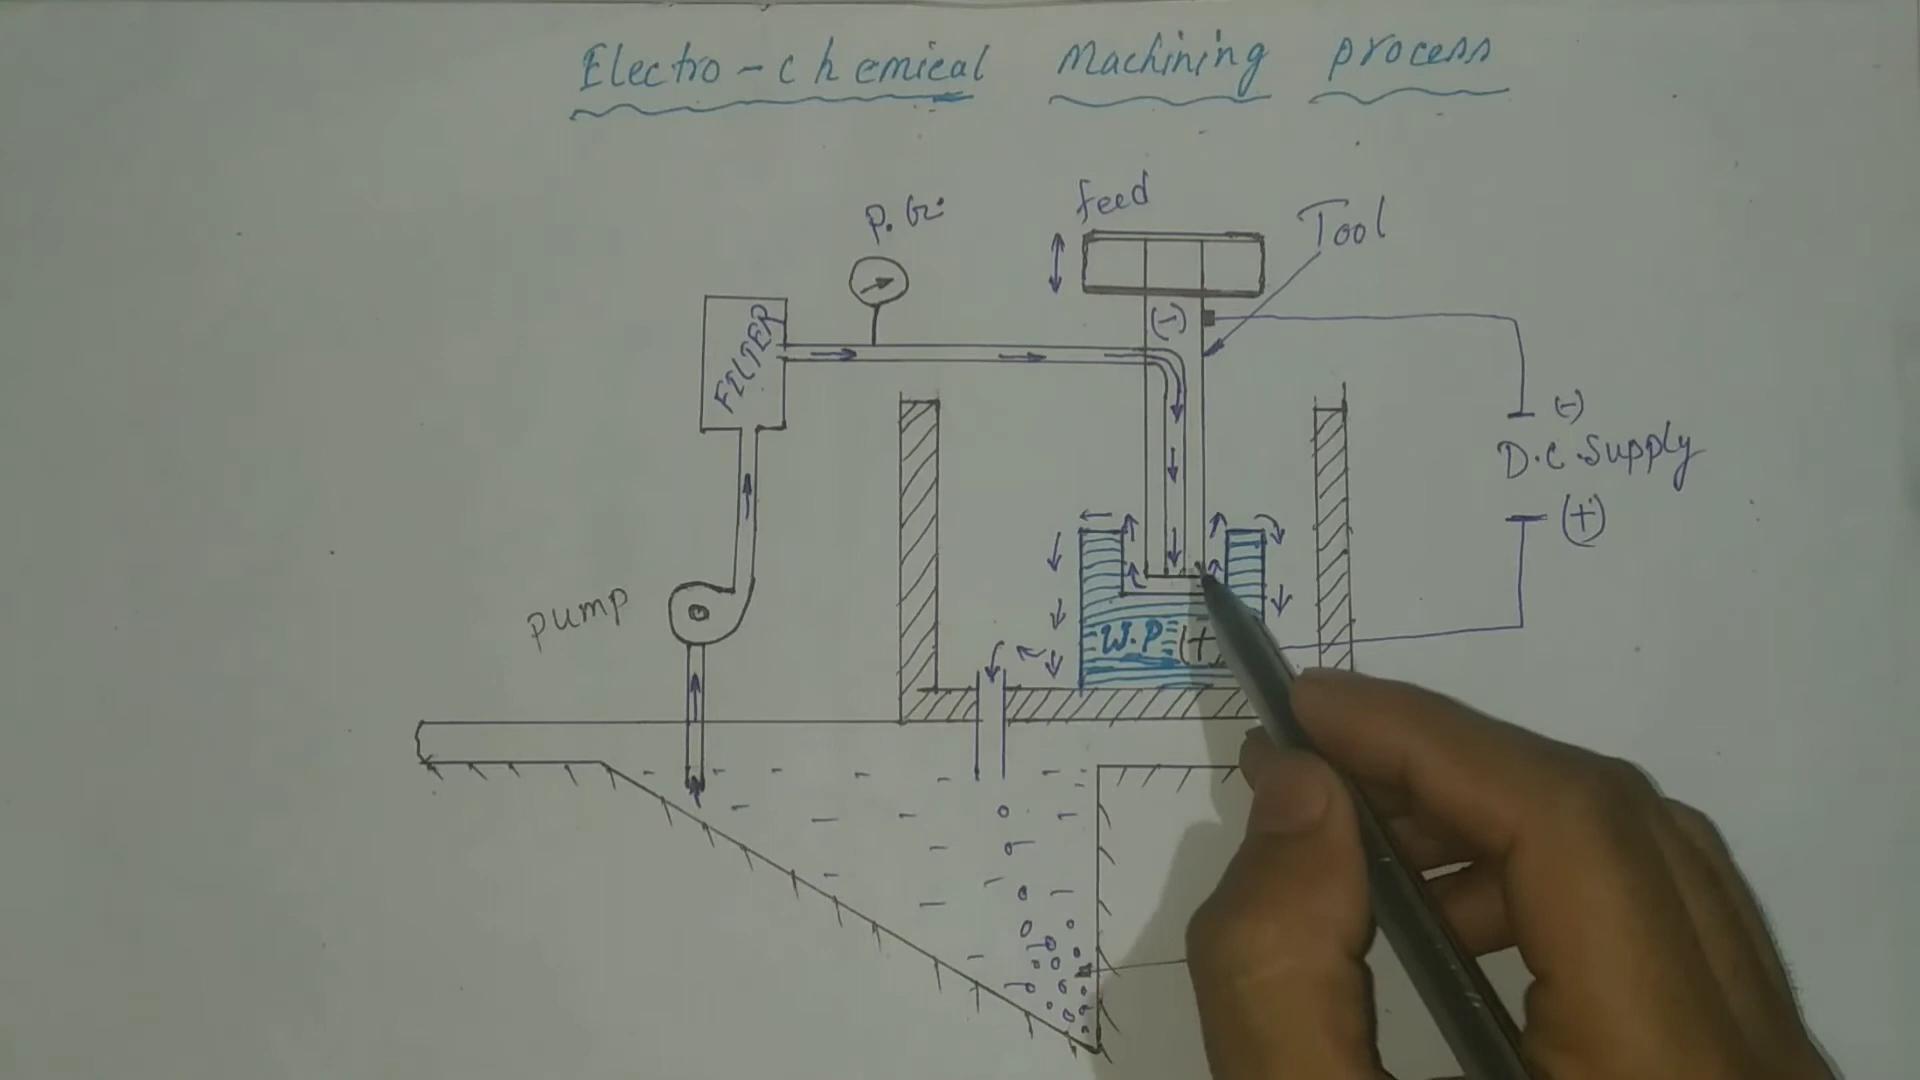 Electro-chemical Machining process
feed
P.G.
Tool
FILTER
(-)
(-)
D.C. Supply
(+)
pump
W.P (+)